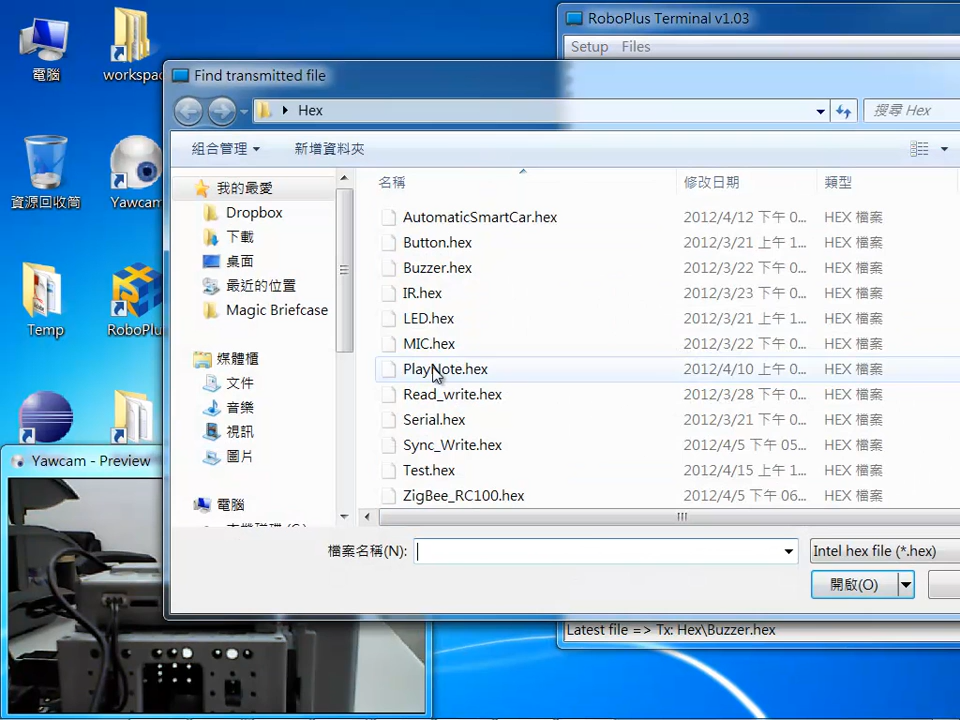 RoboPlus Terminal v1.03
Setup Files
電腦
workspac
Find transmitted file
Hex
搜尋 Hex
組合管理
新增資料夾
資源回收筒
Yawcam
Temp
RoboPlu
我的最愛
Dropbox
下載
桌面
最近的位置
Magic Briefcase
媒體櫃
文件
音樂
視訊
圖片
電腦
名稱 修改日期 類型
AutomaticSmartCar.hex 2012/4/12 下午 0... HEX 檔案
Button.hex 2012/3/21 上午 1... HEX 檔案
Buzzer.hex 2012/3/22 上午 0... HEX 檔案
IR.hex 2012/3/23 下午 0... HEX 檔案
LED.hex 2012/3/21 上午 1... HEX 檔案
MIC.hex 2012/3/22 下午 0... HEX 檔案
PlayNote.hex 2012/4/10 上午 0... HEX 檔案
Read_write.hex 2012/3/28 下午 0... HEX 檔案
Serial.hex 2012/3/21 上午 1... HEX 檔案
Sync_Write.hex 2012/4/5 下午 05... HEX 檔案
Test.hex 2012/4/15 上午 1... HEX 檔案
ZigBee_RC100.hex 2012/4/5 下午 06... HEX 檔案
檔案名稱(N):
Intel hex file (*.hex)
開啟(O)
Yawcam - Preview
Latest file => Tx: Hex\Buzzer.hex